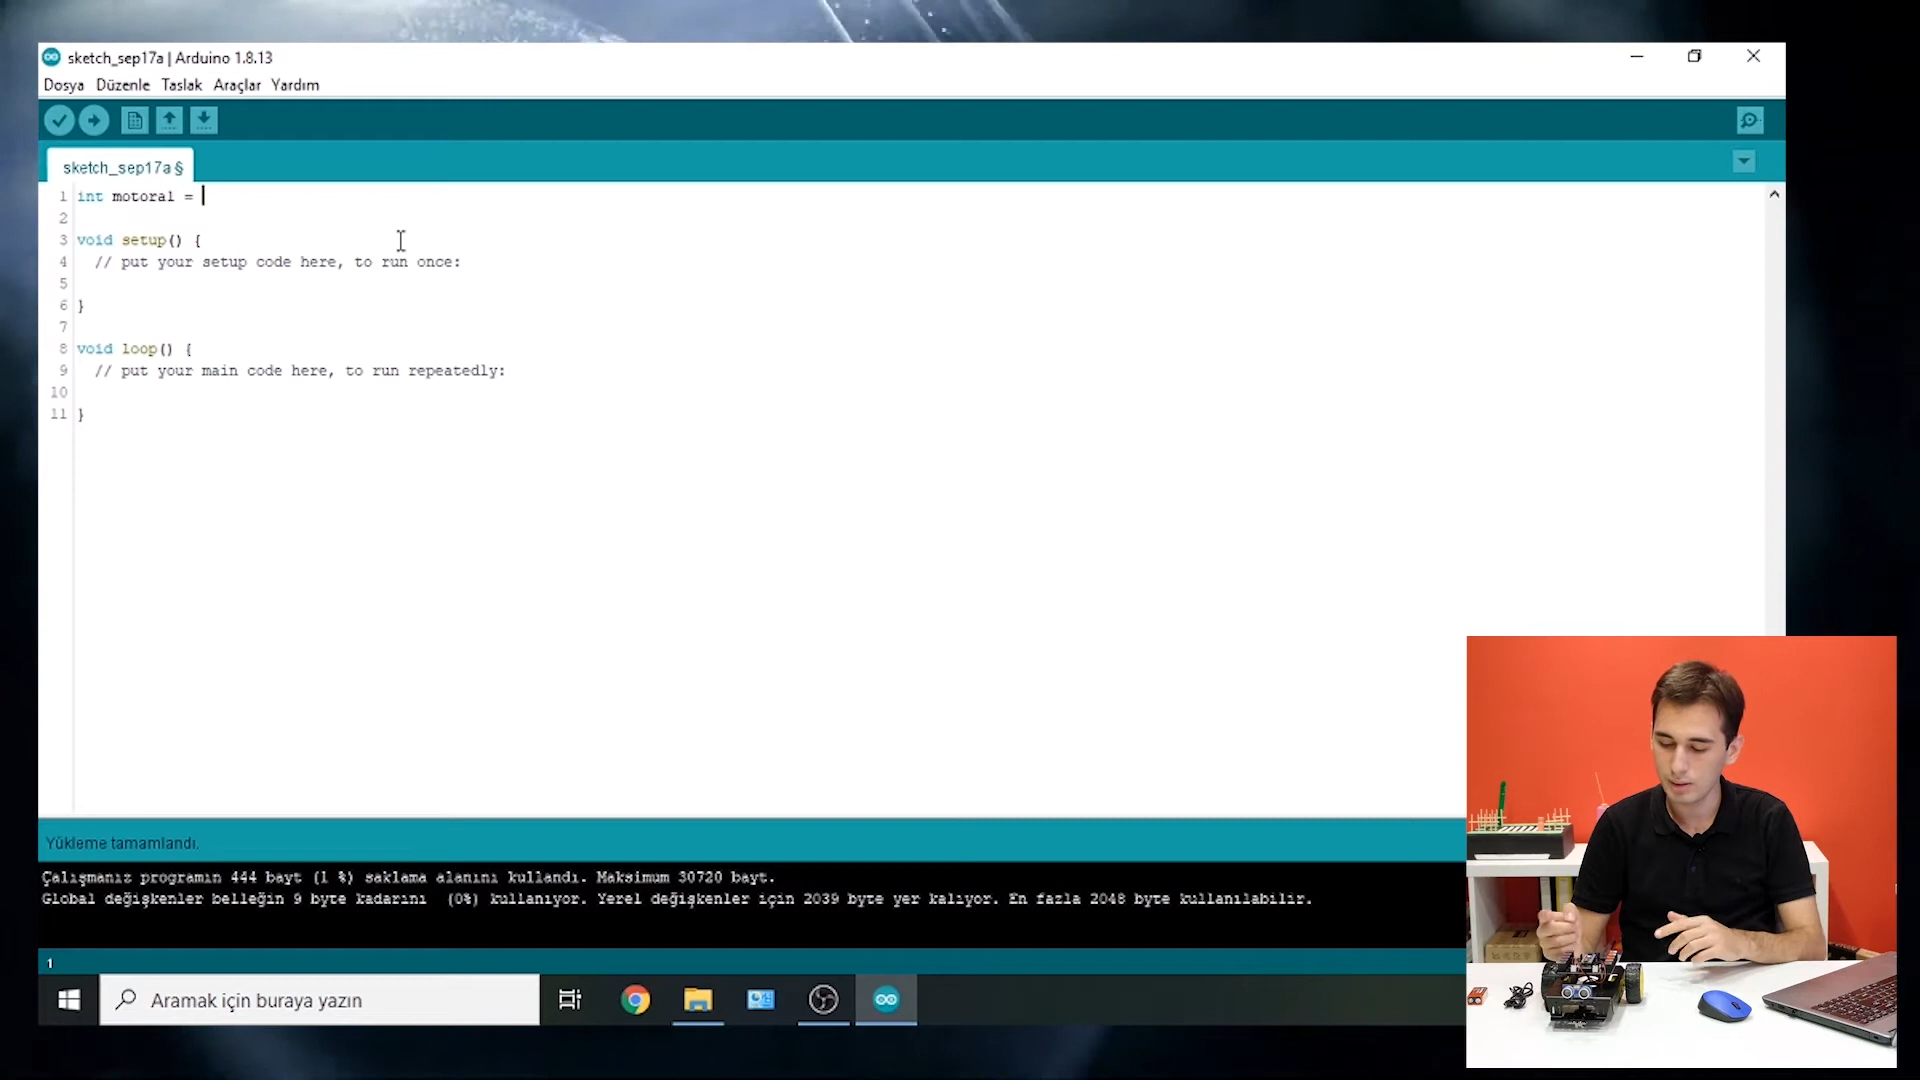 sketch_sep17a | Arduino 1.8.13
Dosya Düzenle Taslak Araçlar Yardım
sketch_sep17a §
1 int motora1 =
2
3 void setup() {
4 // put your setup code here, to run once:
5
6 }
7
8 void loop() {
9 // put your main code here, to run repeatedly:
10
11 }
Yükleme tamamlandı.
Çalışmanız programın 444 bayt (1 %) saklama alanını kullandı. Maksimum 30720 bayt.
Global değişkenler belleğin 9 byte kadarını (0%) kullanıyor. Yerel değişkenler için 2039 byte yer kalıyor. En fazla 2048 byte kullanılabilir.
1
Aramak için buraya yazın